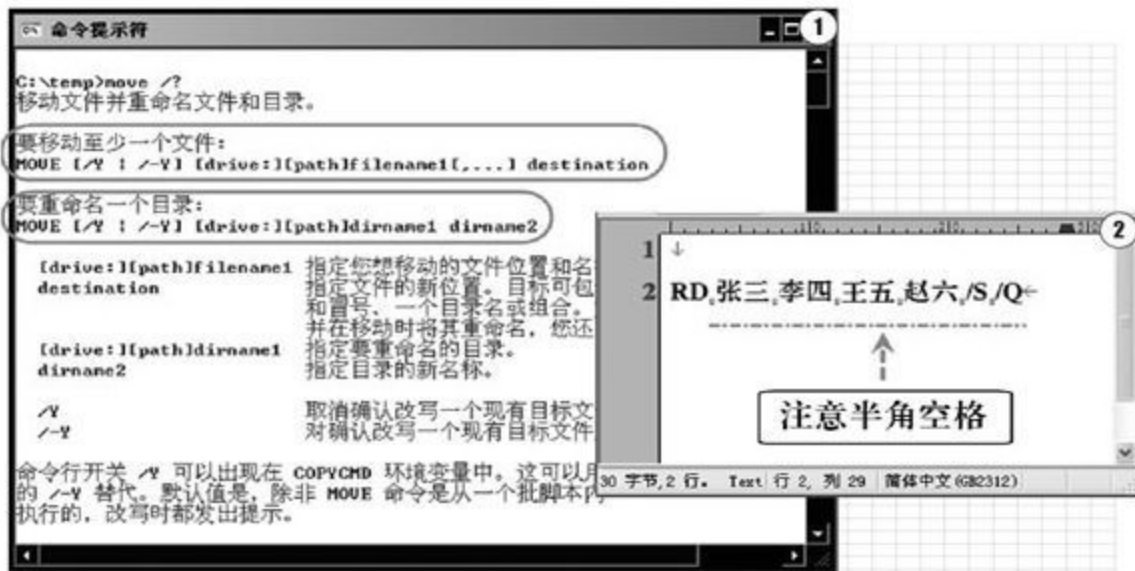 命令提示符
1
C:\temp>move /?
移动文件并重命名文件和目录。
要移动至少一个文件:
MOVE [/Y | /-Y] [drive:][path]filename1[,...] destination
要重命名一个目录:
MOVE [/Y | /-Y] [drive:][path]dirname1 dirname2
[drive:][path]filename1 指定您想移动的文件位置和名
destination 指定文件的新位置。目标可包
和冒号、一个目录名或组合。
并在移动时将其重命名，您还
[drive:][path]dirname1 指定要重命名的目录。
dirname2 指定目录的新名称。
/Y 取消确认改写一个现有目标文
/-Y 对确认改写一个现有目标文件
命令行开关 /Y 可以出现在 COPYCMD 环境变量中。这可以用
的 /-Y 替代。默认值是，除非 MOVE 命令是从一个批脚本内
执行的，改写时都发出提示。
2
1
2 RD 张三 李四 王五 赵六 /S /Q
注意半角空格
30 字节,2 行。 Text 行 2, 列 29 简体中文(GB2312)